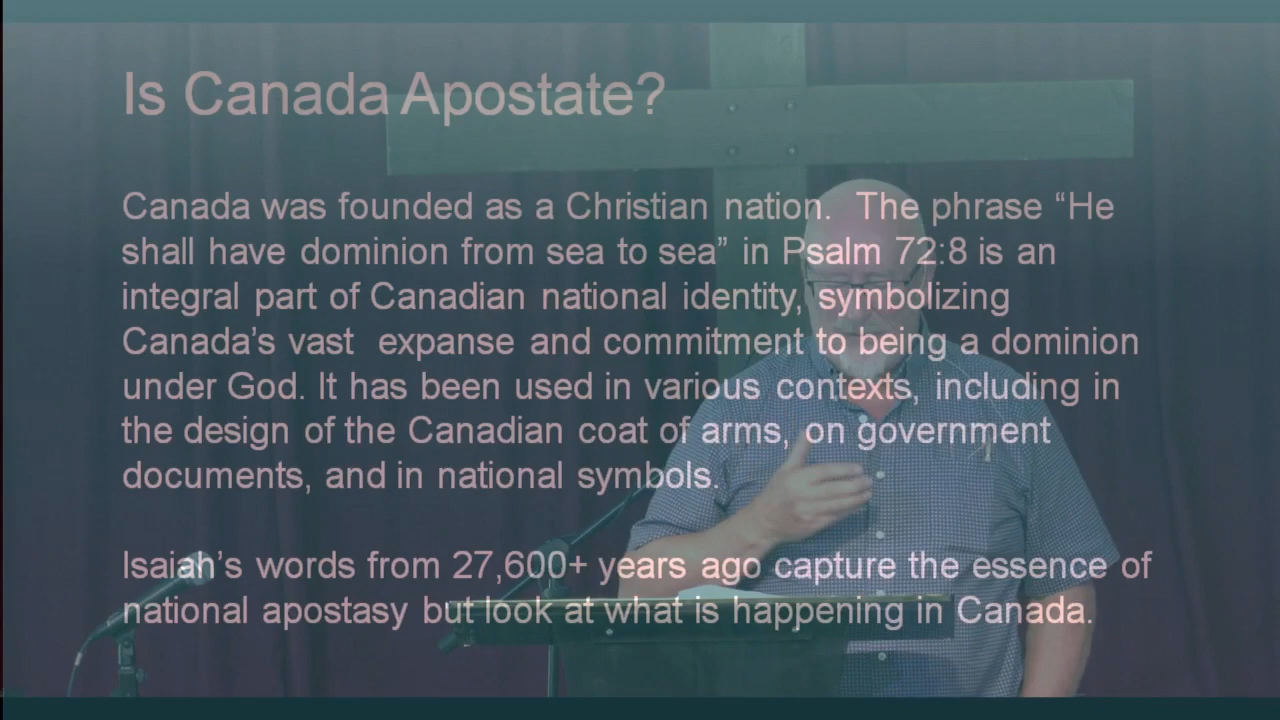 Is Canada Apostate?
Canada was founded as a Christian nation. The phrase “He
shall have dominion from sea to sea” in Psalm 72:8 is an
integral part of Canadian national identity, symbolizing
Canada’s vast expanse and commitment to being a dominion
under God. It has been used in various contexts, including in
the design of the Canadian coat of arms, on government
documents, and in national symbols.
Isaiah’s words from 27,600+ years ago capture the essence of
national apostasy but look at what is happening in Canada.